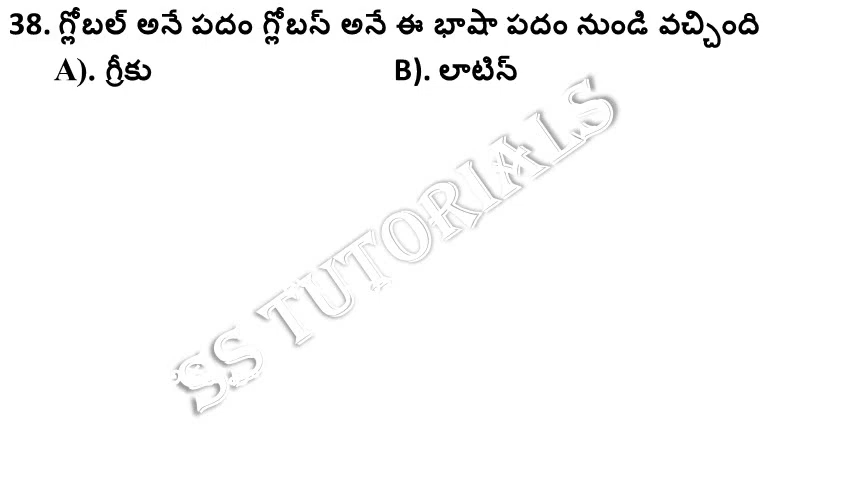 38. గ్లోబల్ అనే పదం గ్లోబస్ అనే ఈ భాషా పదం నుండి వచ్చింది
A). గ్రీకు B). లాటిస్
SS TUTORIALS